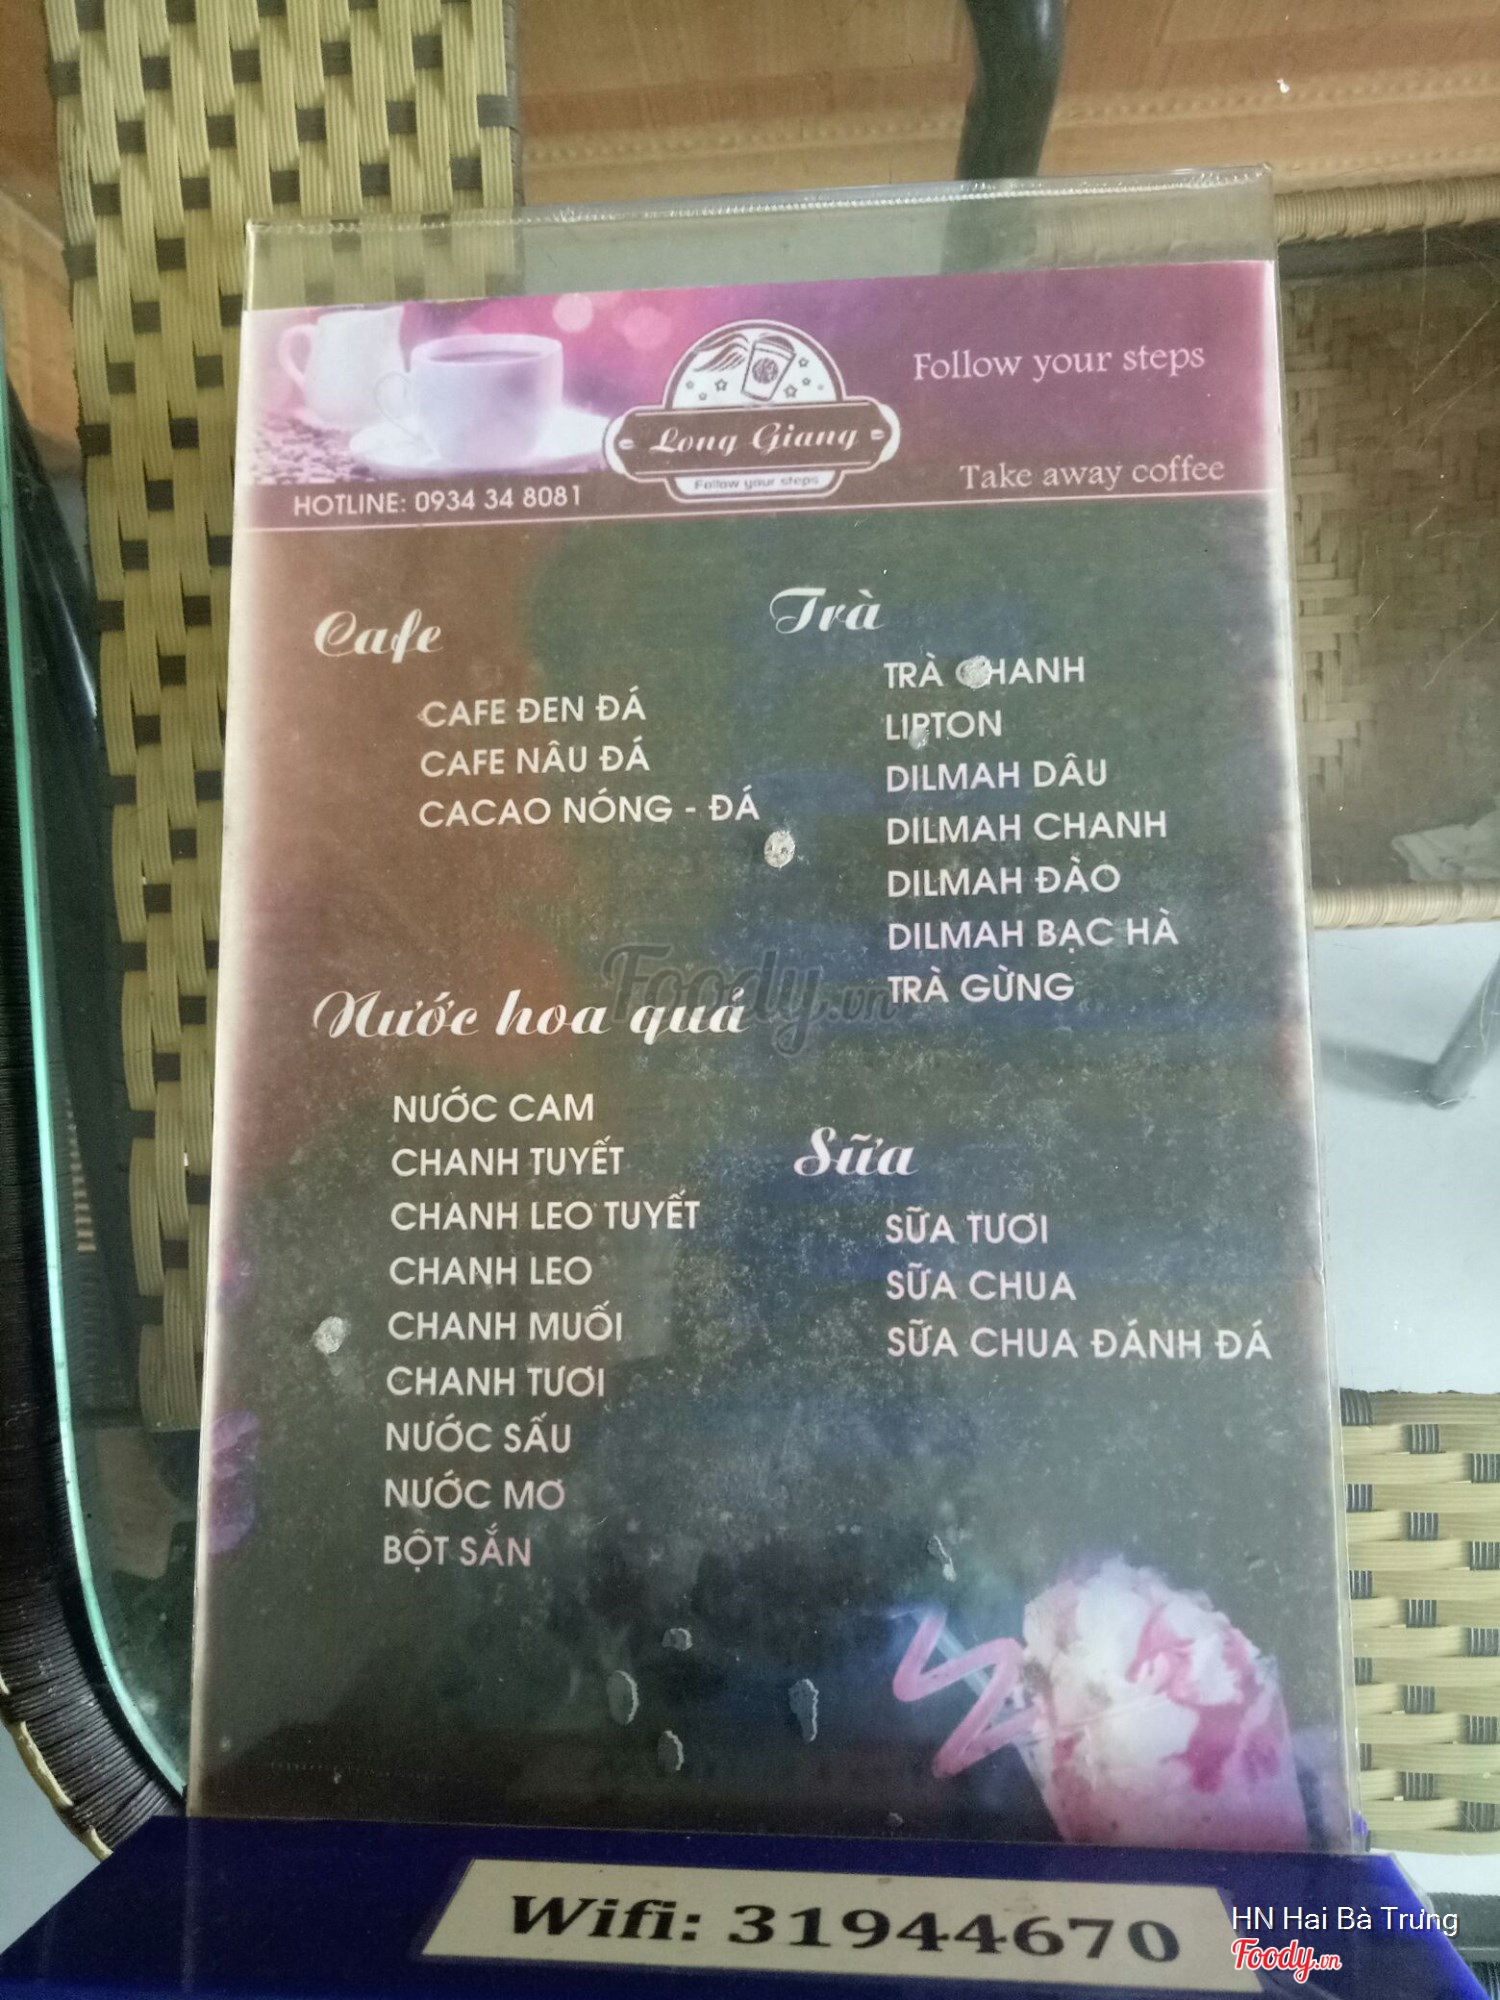 Follow your steps
Long Giang
Follow your steps
Take away coffee
HOTLINE: 0934 34 8081
Cafe
CAFE ĐEN ĐÁ
CAFE NÂU ĐÁ
CACAO NÓNG - ĐÁ
Trà
TRÀ CHANH
LIPTON
DILMAH DÂU
DILMAH CHANH
DILMAH ĐÀO
DILMAH BẠC HÀ
TRÀ GỪNG
Nước hoa quả
NƯỚC CAM
CHANH TUYẾT
CHANH LEO TUYẾT
CHANH LEO
CHANH MUỐI
CHANH TƯƠI
NƯỚC SẤU
NƯỚC MƠ
BỘT SẮN
Sữa
SỮA TƯƠI
SỮA CHUA
SỮA CHUA ĐÁNH ĐÁ
Foody.vn
Wifi: 31944670
HN Hai Bà Trưng
Foody.vn